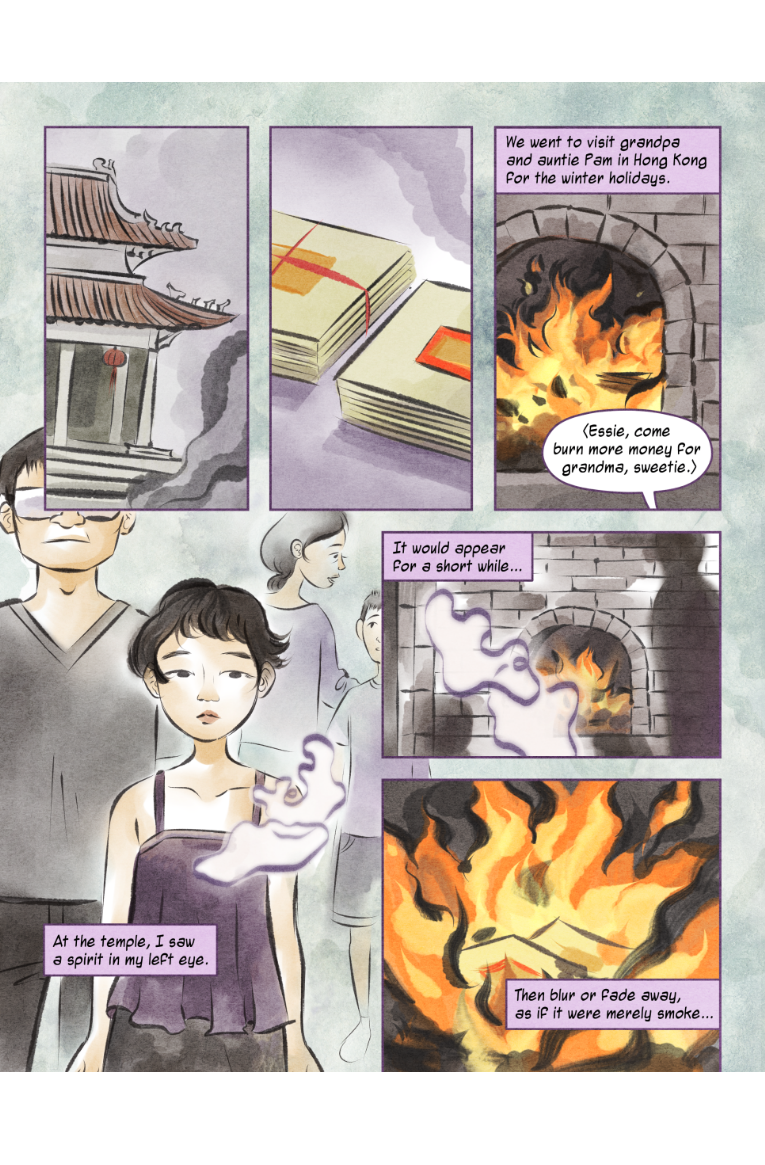 We went to visit grandpa
and auntie Pam in Hong Kong
for the winter holidays.
⟨Essie, come
burn more money for
grandma, sweetie.⟩
At the temple, I saw
a spirit in my left eye.
It would appear
for a short while...
Then blur or fade away,
as if it were merely smoke...